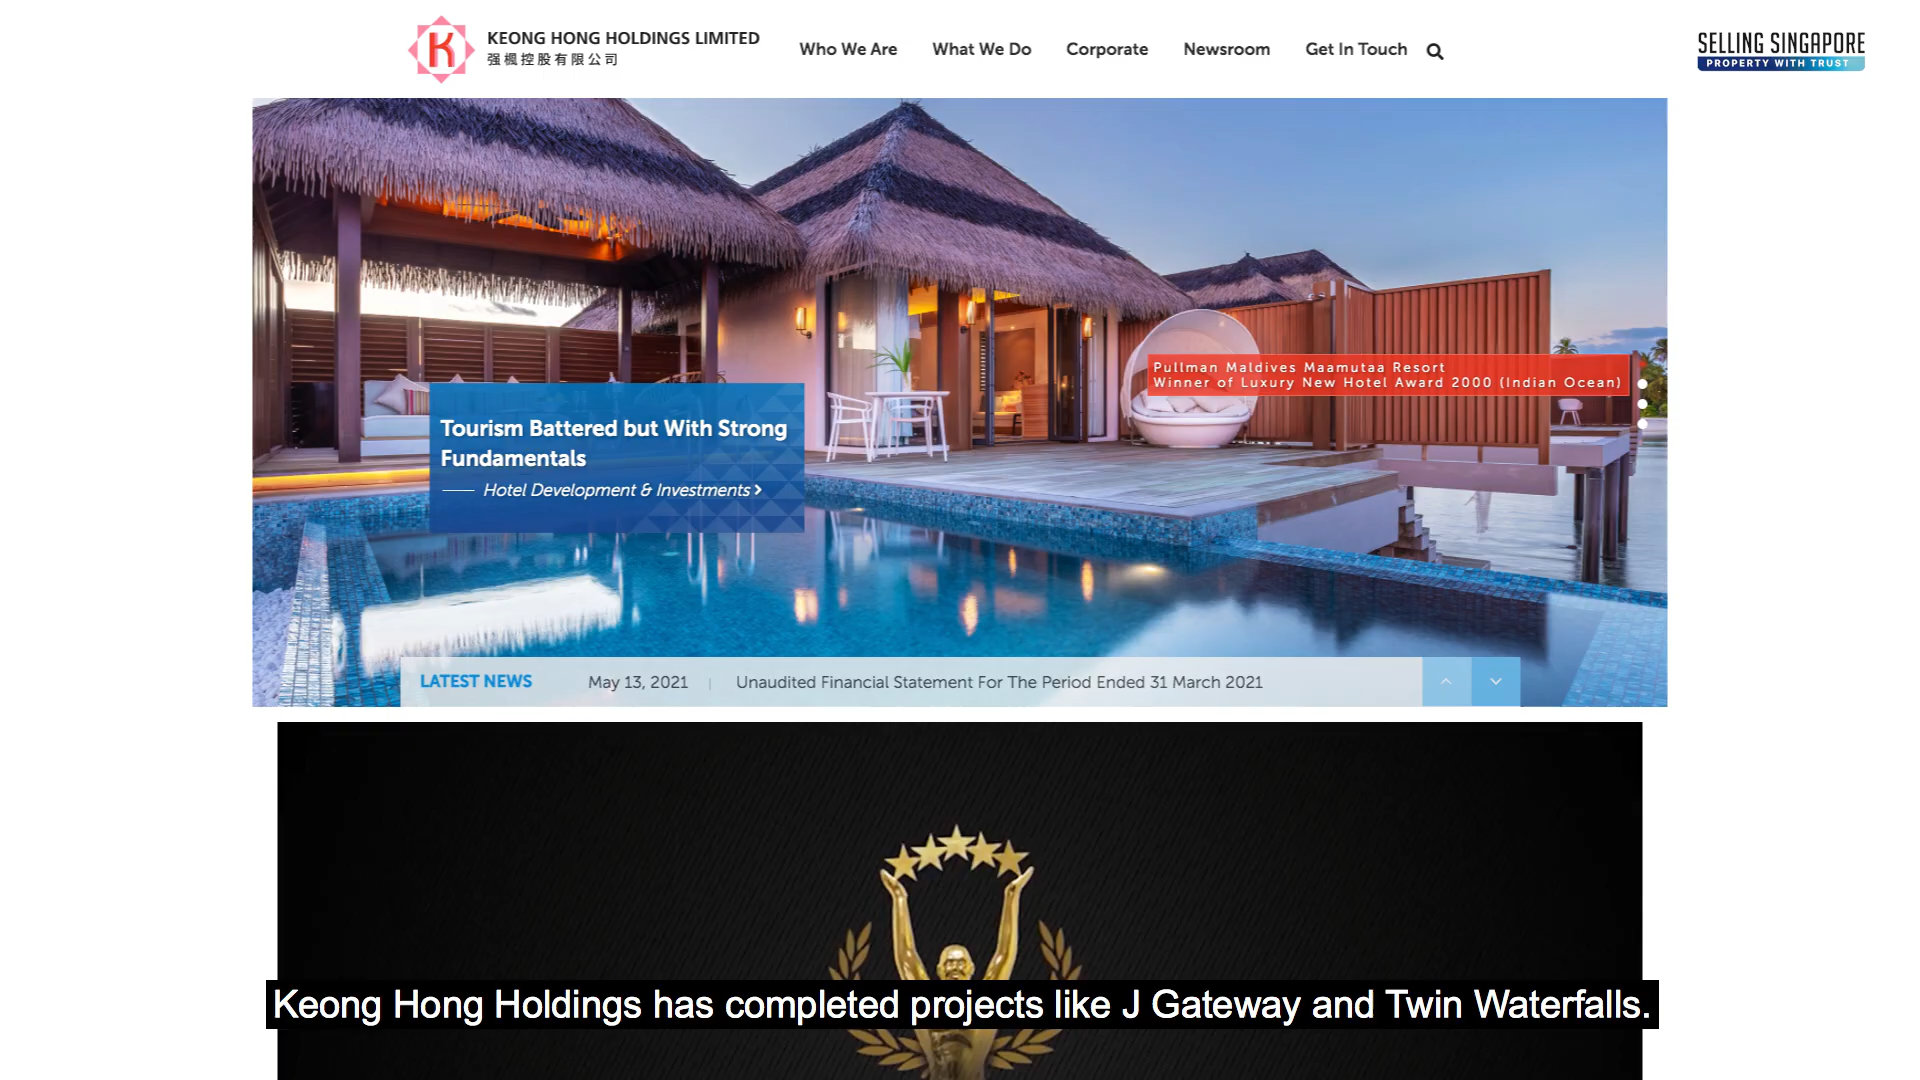 KEONG HONG HOLDINGS LIMITED
强楓控股有限公司
Who We Are
What We Do
Corporate
Newsroom
Get In Touch
SELLING SINGAPORE
PROPERTY WITH TRUST
Pullman Maldives Maamutaa Resort
Winner of Luxury New Hotel Award 2000 (Indian Ocean)
Tourism Battered but With Strong
Fundamentals
Hotel Development & Investments
LATEST NEWS
May 13, 2021 | Unaudited Financial Statement For The Period Ended 31 March 2021
Keong Hong Holdings has completed projects like J Gateway and Twin Waterfalls.